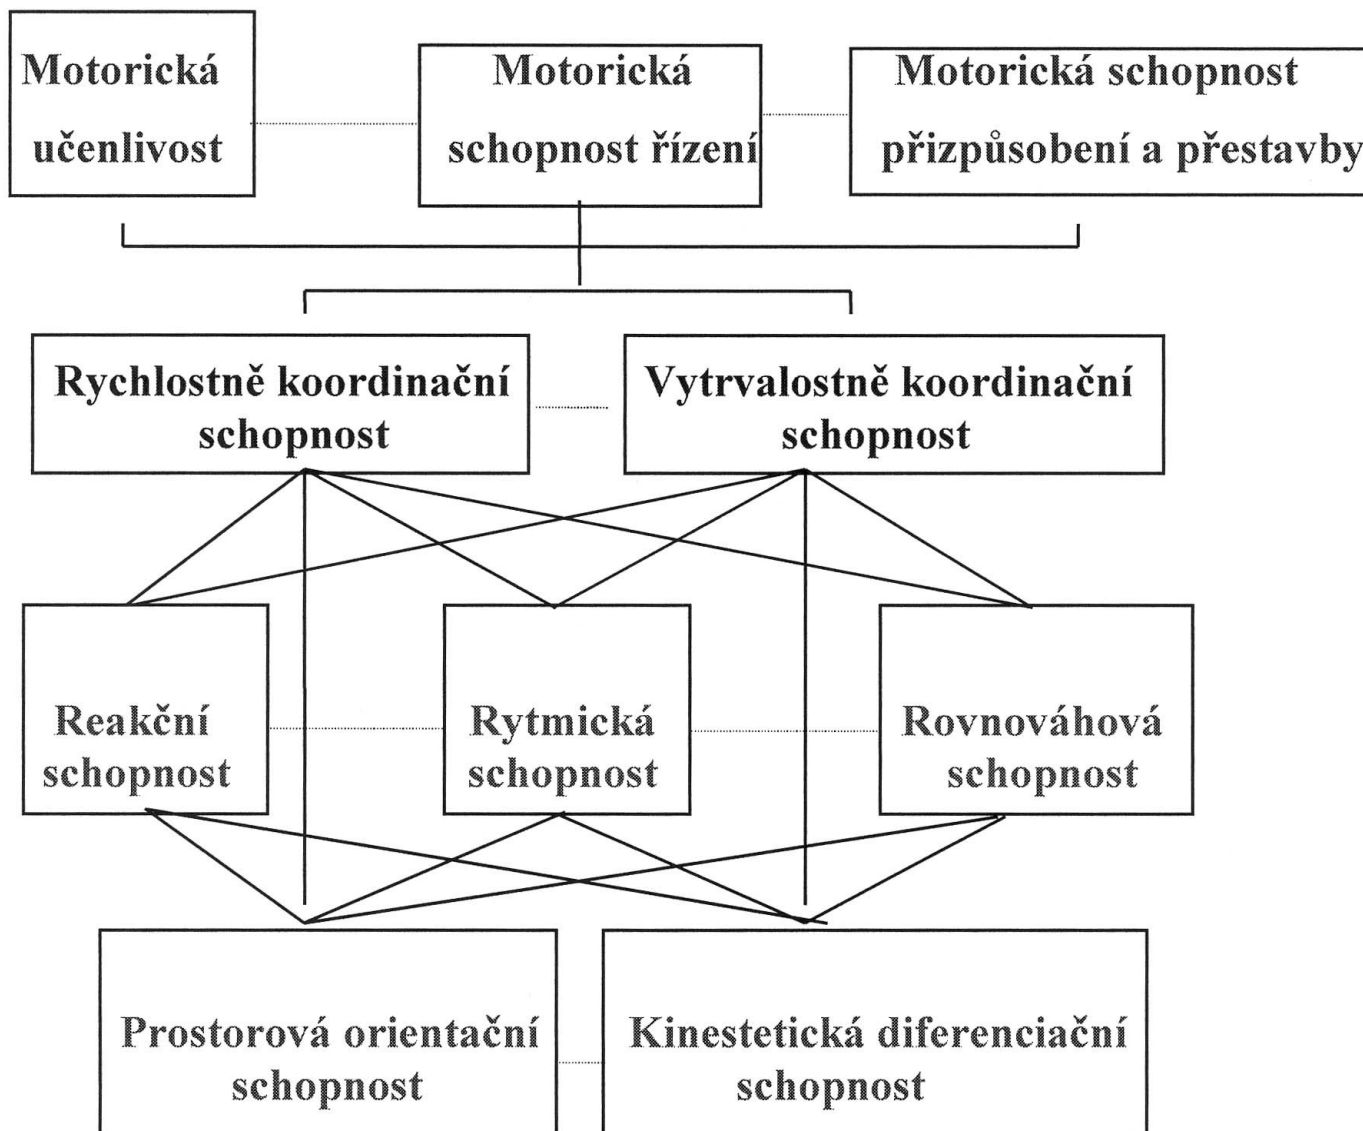 Motorická
učenlivost
Motorická
schopnost řízení
Motorická schopnost
přizpůsobení a přestavby
Rychlostně koordinační
schopnost
Vytrvalostně koordinační
schopnost
Reakční
schopnost
Rytmická
schopnost
Rovnováhová
schopnost
Prostorová orientační
schopnost
Kinestetická diferenciační
schopnost